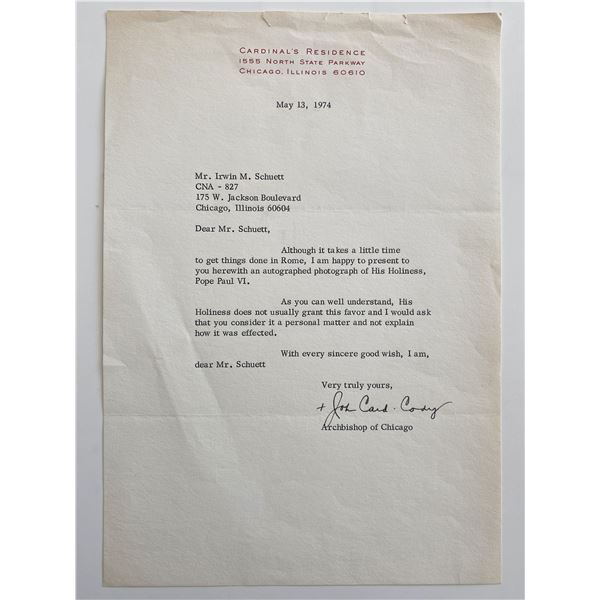 CARDINAL'S RESIDENCE
1555 NORTH STATE PARKWAY
CHICAGO, ILLINOIS 60610
May 13, 1974
Mr. Irwin M. Schuett
CNA - 827
175 W. Jackson Boulevard
Chicago, Illinois 60604
Dear Mr. Schuett,
Although it takes a little time
to get things done in Rome, I am happy to present to
you herewith an autographed photograph of His Holiness,
Pope Paul VI.
As you can well understand, His
Holiness does not usually grant this favor and I would ask
that you consider it a personal matter and not explain
how it was effected.
With every sincere good wish, I am,
dear Mr. Schuett
Very truly yours,
+ John Card. Cody
Archbishop of Chicago